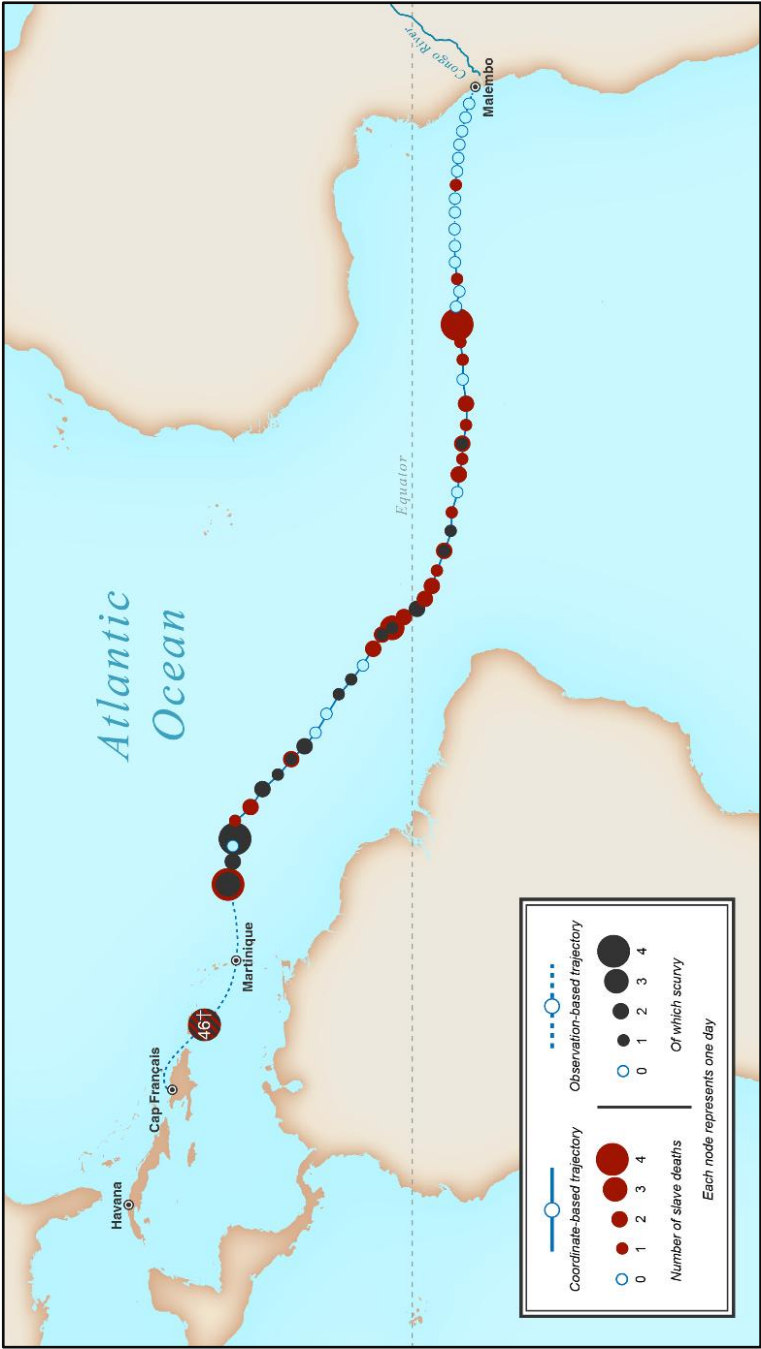 Congo River
Malembo
Equator
Atlantic
Ocean
Martinique
46†
Cap Français
Havana
Coordinate-based trajectory
Observation-based trajectory
0 1 2 3 4
Number of slave deaths
0 1 2 3 4
Of which scurvy
Each node represents one day